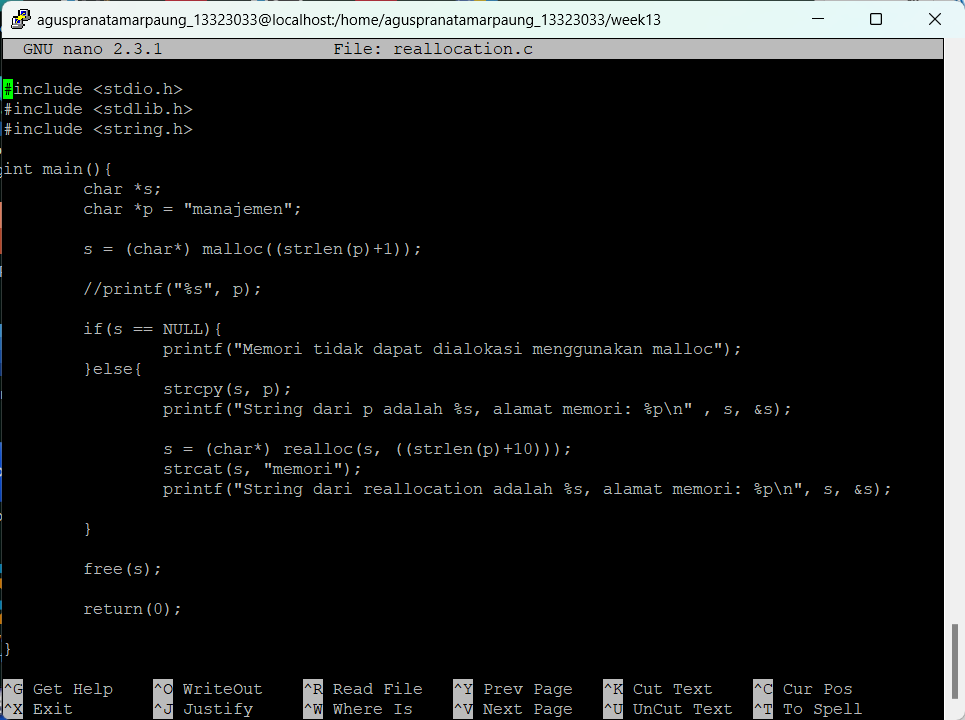 aguspranatamarpaung_13323033@localhost:/home/aguspranatamarpaung_13323033/week13
GNU nano 2.3.1 File: reallocation.c
#include <stdio.h>
#include <stdlib.h>
#include <string.h>
int main(){
char *s;
char *p = "manajemen";
s = (char*) malloc((strlen(p)+1));
//printf("%s", p);
if(s == NULL){
printf("Memori tidak dapat dialokasi menggunakan malloc");
}else{
strcpy(s, p);
printf("String dari p adalah %s, alamat memori: %p\n" , s, &s);
s = (char*) realloc(s, ((strlen(p)+10)));
strcat(s, "memori");
printf("String dari reallocation adalah %s, alamat memori: %p\n", s, &s);
}
free(s);
return(0);
}
^G Get Help ^O WriteOut ^R Read File ^Y Prev Page ^K Cut Text ^C Cur Pos
^X Exit ^J Justify ^W Where Is ^V Next Page ^U UnCut Text ^T To Spell